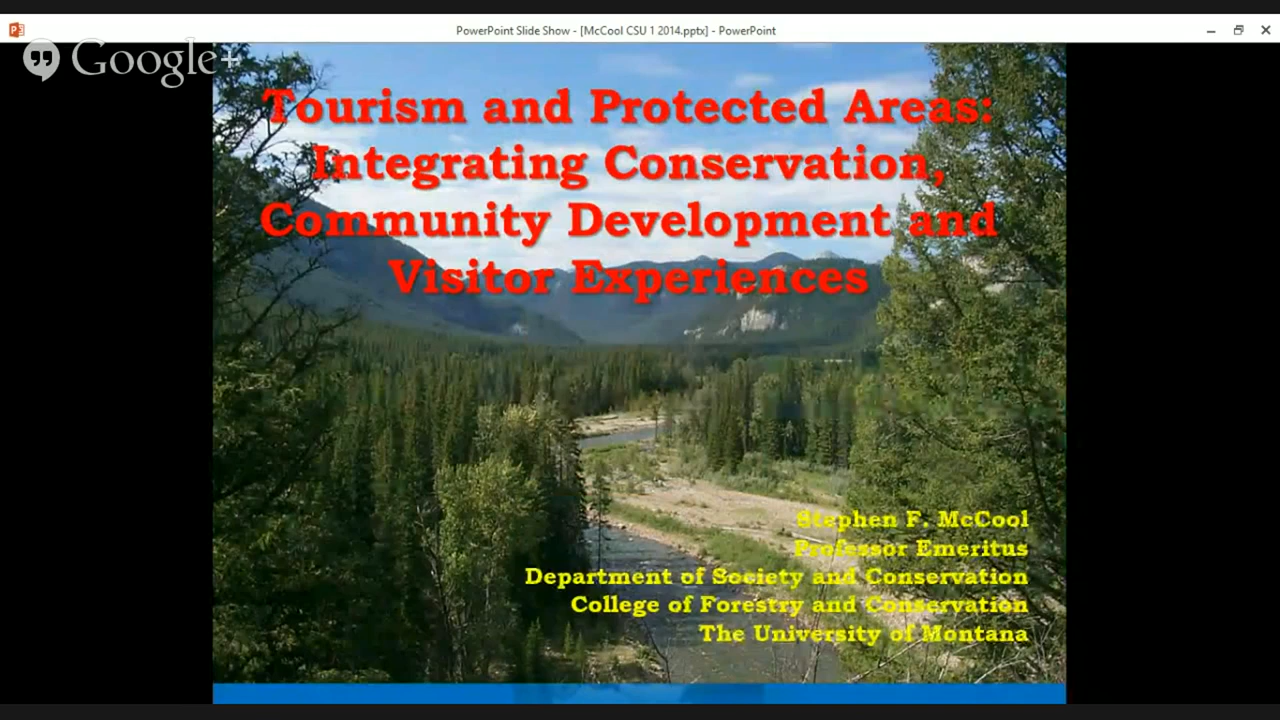 PowerPoint Slide Show - [McCool CSU 1 2014.pptx] - PowerPoint
Google+
Tourism and Protected Areas:
Integrating Conservation,
Community Development and
Visitor Experiences
Stephen F. McCool
Professor Emeritus
Department of Society and Conservation
College of Forestry and Conservation
The University of Montana